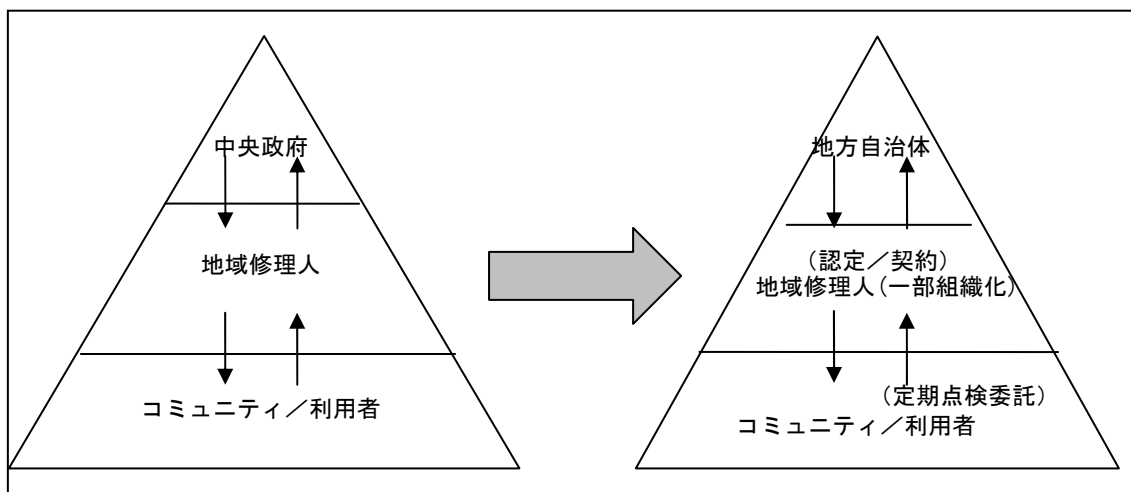 中央政府
地域修理人
コミュニティ／利用者
地方自治体
（認定／契約）
地域修理人（一部組織化）
（定期点検委託）
コミュニティ／利用者